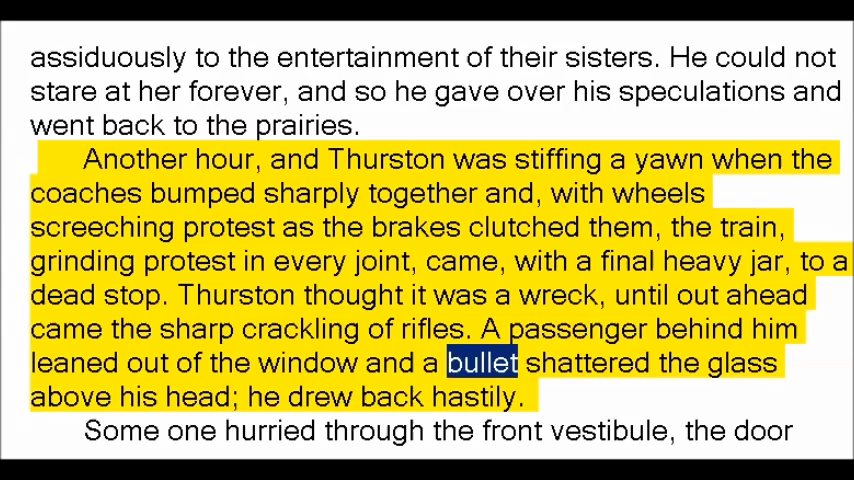 assiduously to the entertainment of their sisters. He could not
stare at her forever, and so he gave over his speculations and
went back to the prairies.
Another hour, and Thurston was stiffing a yawn when the
coaches bumped sharply together and, with wheels
screeching protest as the brakes clutched them, the train,
grinding protest in every joint, came, with a final heavy jar, to a
dead stop. Thurston thought it was a wreck, until out ahead
came the sharp crackling of rifles. A passenger behind him
leaned out of the window and a bullet shattered the glass
above his head; he drew back hastily.
Some one hurried through the front vestibule, the door